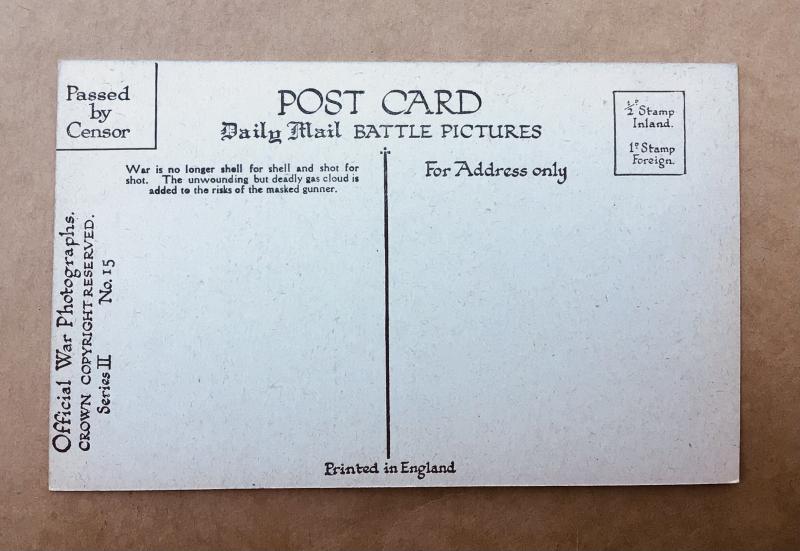 Passed
by
Censor
POST CARD
Daily Mail BATTLE PICTURES
½ᴰ Stamp
Inland.
1ᴰ Stamp
Foreign.
War is no longer shell for shell and shot for
shot. The unwounding but deadly gas cloud is
added to the risks of the masked gunner.
For Address only
Official War Photographs.
CROWN COPYRIGHT RESERVED.
Series II No. 15
Printed in England